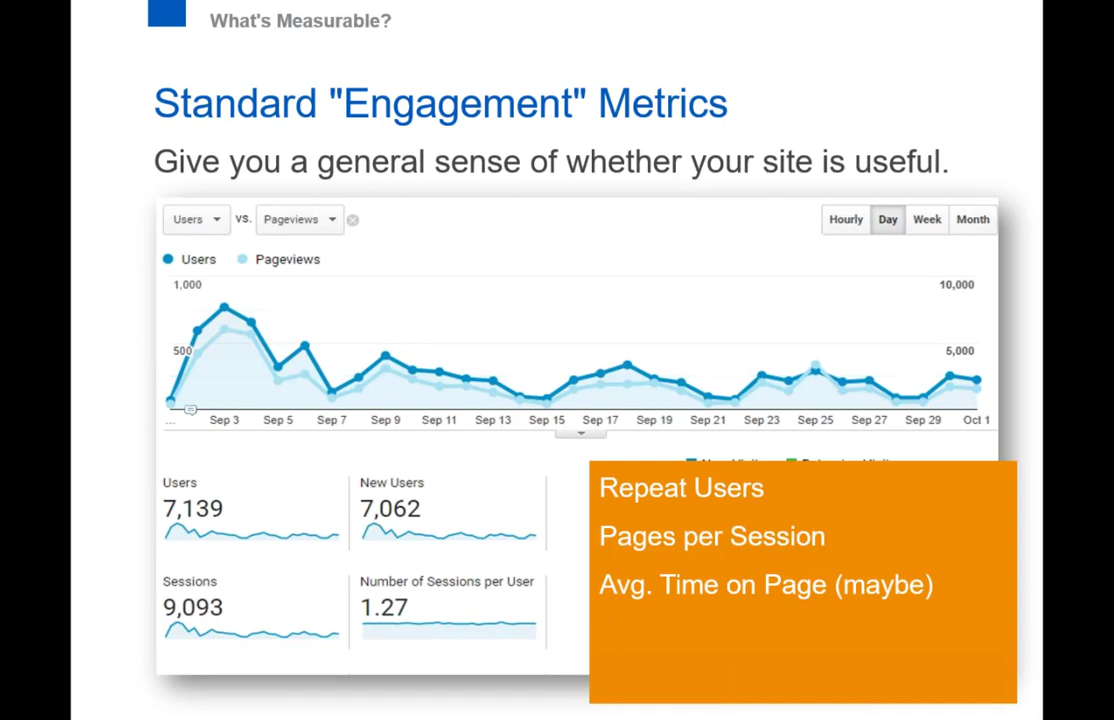 What's Measurable?
Standard "Engagement" Metrics
Give you a general sense of whether your site is useful.
Users vs. Pageviews Hourly Day Week Month
Users Pageviews
1,000 10,000
500 5,000
... Sep 3 Sep 5 Sep 7 Sep 9 Sep 11 Sep 13 Sep 15 Sep 17 Sep 19 Sep 21 Sep 23 Sep 25 Sep 27 Sep 29 Oct 1
Users New Users
7,139 7,062
Sessions Number of Sessions per User
9,093 1.27
Repeat Users
Pages per Session
Avg. Time on Page (maybe)